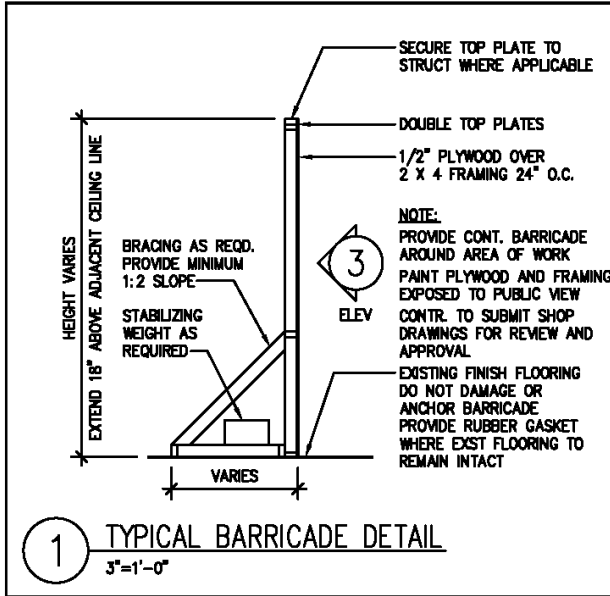 SECURE TOP PLATE TO
STRUCT WHERE APPLICABLE
DOUBLE TOP PLATES
1/2" PLYWOOD OVER
2 X 4 FRAMING 24" O.C.
NOTE:
PROVIDE CONT. BARRICADE
AROUND AREA OF WORK
PAINT PLYWOOD AND FRAMING
EXPOSED TO PUBLIC VIEW
CONTR. TO SUBMIT SHOP
DRAWINGS FOR REVIEW AND
APPROVAL
EXISTING FINISH FLOORING
DO NOT DAMAGE OR
ANCHOR BARRICADE
PROVIDE RUBBER GASKET
WHERE EXST FLOORING TO
REMAIN INTACT
3
ELEV
BRACING AS REQD.
PROVIDE MINIMUM
1:2 SLOPE
STABILIZING
WEIGHT AS
REQUIRED
HEIGHT VARIES
EXTEND 18" ABOVE ADJACENT CEILING LINE
VARIES
1
TYPICAL BARRICADE DETAIL
3"=1'-0"